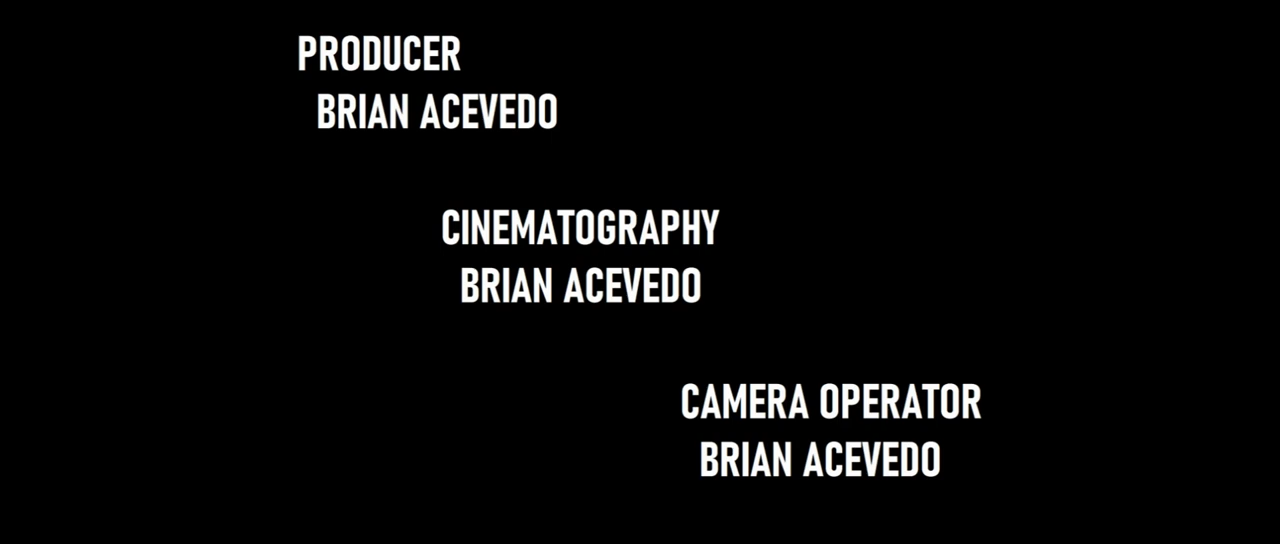 PRODUCER
BRIAN ACEVEDO
CINEMATOGRAPHY
BRIAN ACEVEDO
CAMERA OPERATOR
BRIAN ACEVEDO